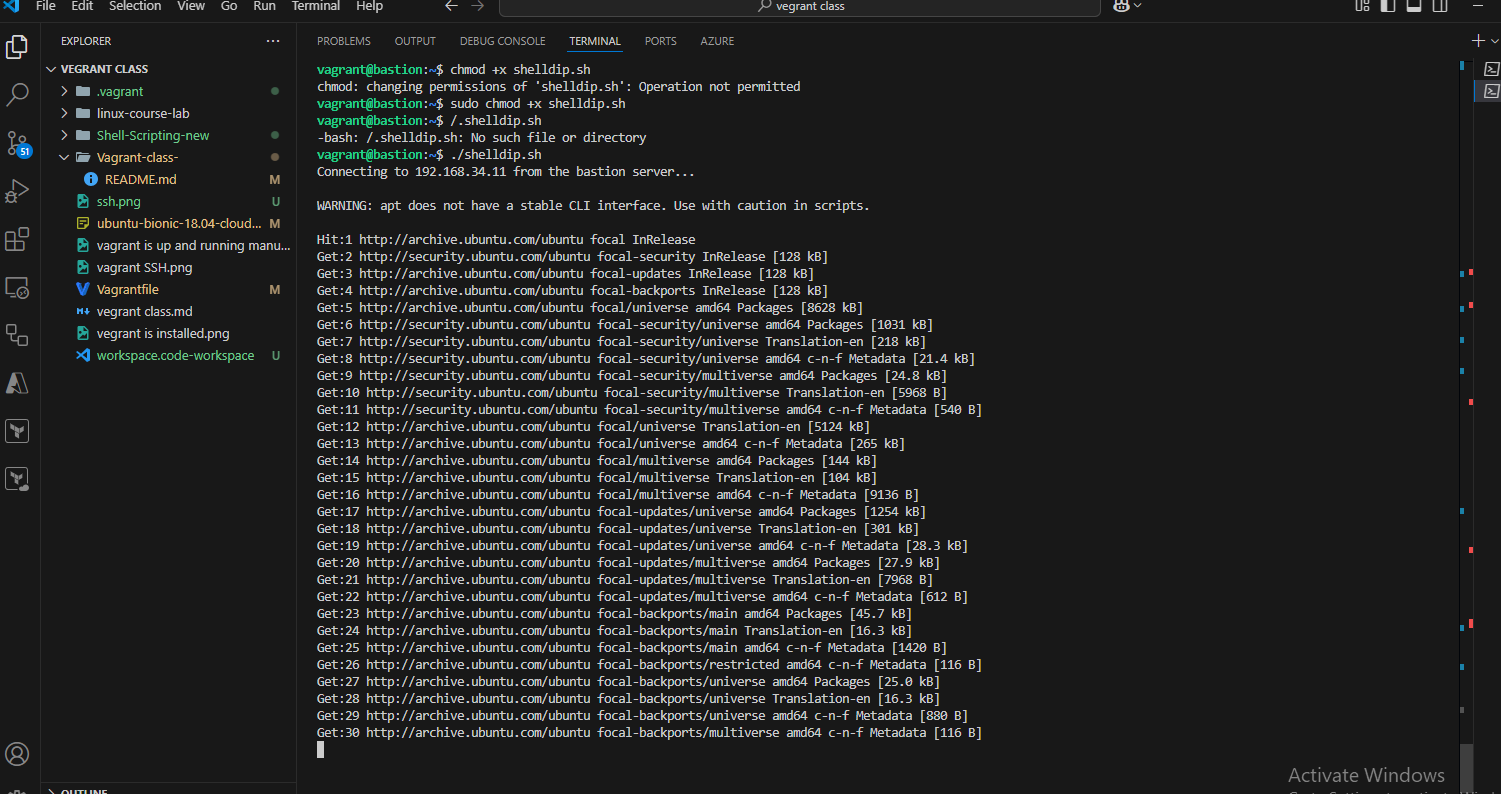 File Edit Selection View Go Run Terminal Help
vegrant class
EXPLORER
PROBLEMS OUTPUT DEBUG CONSOLE TERMINAL PORTS AZURE
VEGRANT CLASS
.vagrant
linux-course-lab
Shell-Scripting-new
Vagrant-class-
README.md M
ssh.png U
ubuntu-bionic-18.04-cloud... M
vagrant is up and running manu...
vagrant SSH.png
Vagrantfile M
vegrant class.md
vegrant is installed.png
workspace.code-workspace U
OUTLINE
51
vagrant@bastion:~$ chmod +x shelldip.sh
chmod: changing permissions of 'shelldip.sh': Operation not permitted
vagrant@bastion:~$ sudo chmod +x shelldip.sh
vagrant@bastion:~$ /.shelldip.sh
-bash: /.shelldip.sh: No such file or directory
vagrant@bastion:~$ ./shelldip.sh
Connecting to 192.168.34.11 from the bastion server...
WARNING: apt does not have a stable CLI interface. Use with caution in scripts.
Hit:1 http://archive.ubuntu.com/ubuntu focal InRelease
Get:2 http://security.ubuntu.com/ubuntu focal-security InRelease [128 kB]
Get:3 http://archive.ubuntu.com/ubuntu focal-updates InRelease [128 kB]
Get:4 http://archive.ubuntu.com/ubuntu focal-backports InRelease [128 kB]
Get:5 http://archive.ubuntu.com/ubuntu focal/universe amd64 Packages [8628 kB]
Get:6 http://security.ubuntu.com/ubuntu focal-security/universe amd64 Packages [1031 kB]
Get:7 http://security.ubuntu.com/ubuntu focal-security/universe Translation-en [218 kB]
Get:8 http://security.ubuntu.com/ubuntu focal-security/universe amd64 c-n-f Metadata [21.4 kB]
Get:9 http://security.ubuntu.com/ubuntu focal-security/multiverse amd64 Packages [24.8 kB]
Get:10 http://security.ubuntu.com/ubuntu focal-security/multiverse Translation-en [5968 B]
Get:11 http://security.ubuntu.com/ubuntu focal-security/multiverse amd64 c-n-f Metadata [540 B]
Get:12 http://archive.ubuntu.com/ubuntu focal/universe Translation-en [5124 kB]
Get:13 http://archive.ubuntu.com/ubuntu focal/universe amd64 c-n-f Metadata [265 kB]
Get:14 http://archive.ubuntu.com/ubuntu focal/multiverse amd64 Packages [144 kB]
Get:15 http://archive.ubuntu.com/ubuntu focal/multiverse Translation-en [104 kB]
Get:16 http://archive.ubuntu.com/ubuntu focal/multiverse amd64 c-n-f Metadata [9136 B]
Get:17 http://archive.ubuntu.com/ubuntu focal-updates/universe amd64 Packages [1254 kB]
Get:18 http://archive.ubuntu.com/ubuntu focal-updates/universe Translation-en [301 kB]
Get:19 http://archive.ubuntu.com/ubuntu focal-updates/universe amd64 c-n-f Metadata [28.3 kB]
Get:20 http://archive.ubuntu.com/ubuntu focal-updates/multiverse amd64 Packages [27.9 kB]
Get:21 http://archive.ubuntu.com/ubuntu focal-updates/multiverse Translation-en [7968 B]
Get:22 http://archive.ubuntu.com/ubuntu focal-updates/multiverse amd64 c-n-f Metadata [612 B]
Get:23 http://archive.ubuntu.com/ubuntu focal-backports/main amd64 Packages [45.7 kB]
Get:24 http://archive.ubuntu.com/ubuntu focal-backports/main Translation-en [16.3 kB]
Get:25 http://archive.ubuntu.com/ubuntu focal-backports/main amd64 c-n-f Metadata [1420 B]
Get:26 http://archive.ubuntu.com/ubuntu focal-backports/restricted amd64 c-n-f Metadata [116 B]
Get:27 http://archive.ubuntu.com/ubuntu focal-backports/universe amd64 Packages [25.0 kB]
Get:28 http://archive.ubuntu.com/ubuntu focal-backports/universe Translation-en [16.3 kB]
Get:29 http://archive.ubuntu.com/ubuntu focal-backports/universe amd64 c-n-f Metadata [880 B]
Get:30 http://archive.ubuntu.com/ubuntu focal-backports/multiverse amd64 c-n-f Metadata [116 B]
Activate Windows